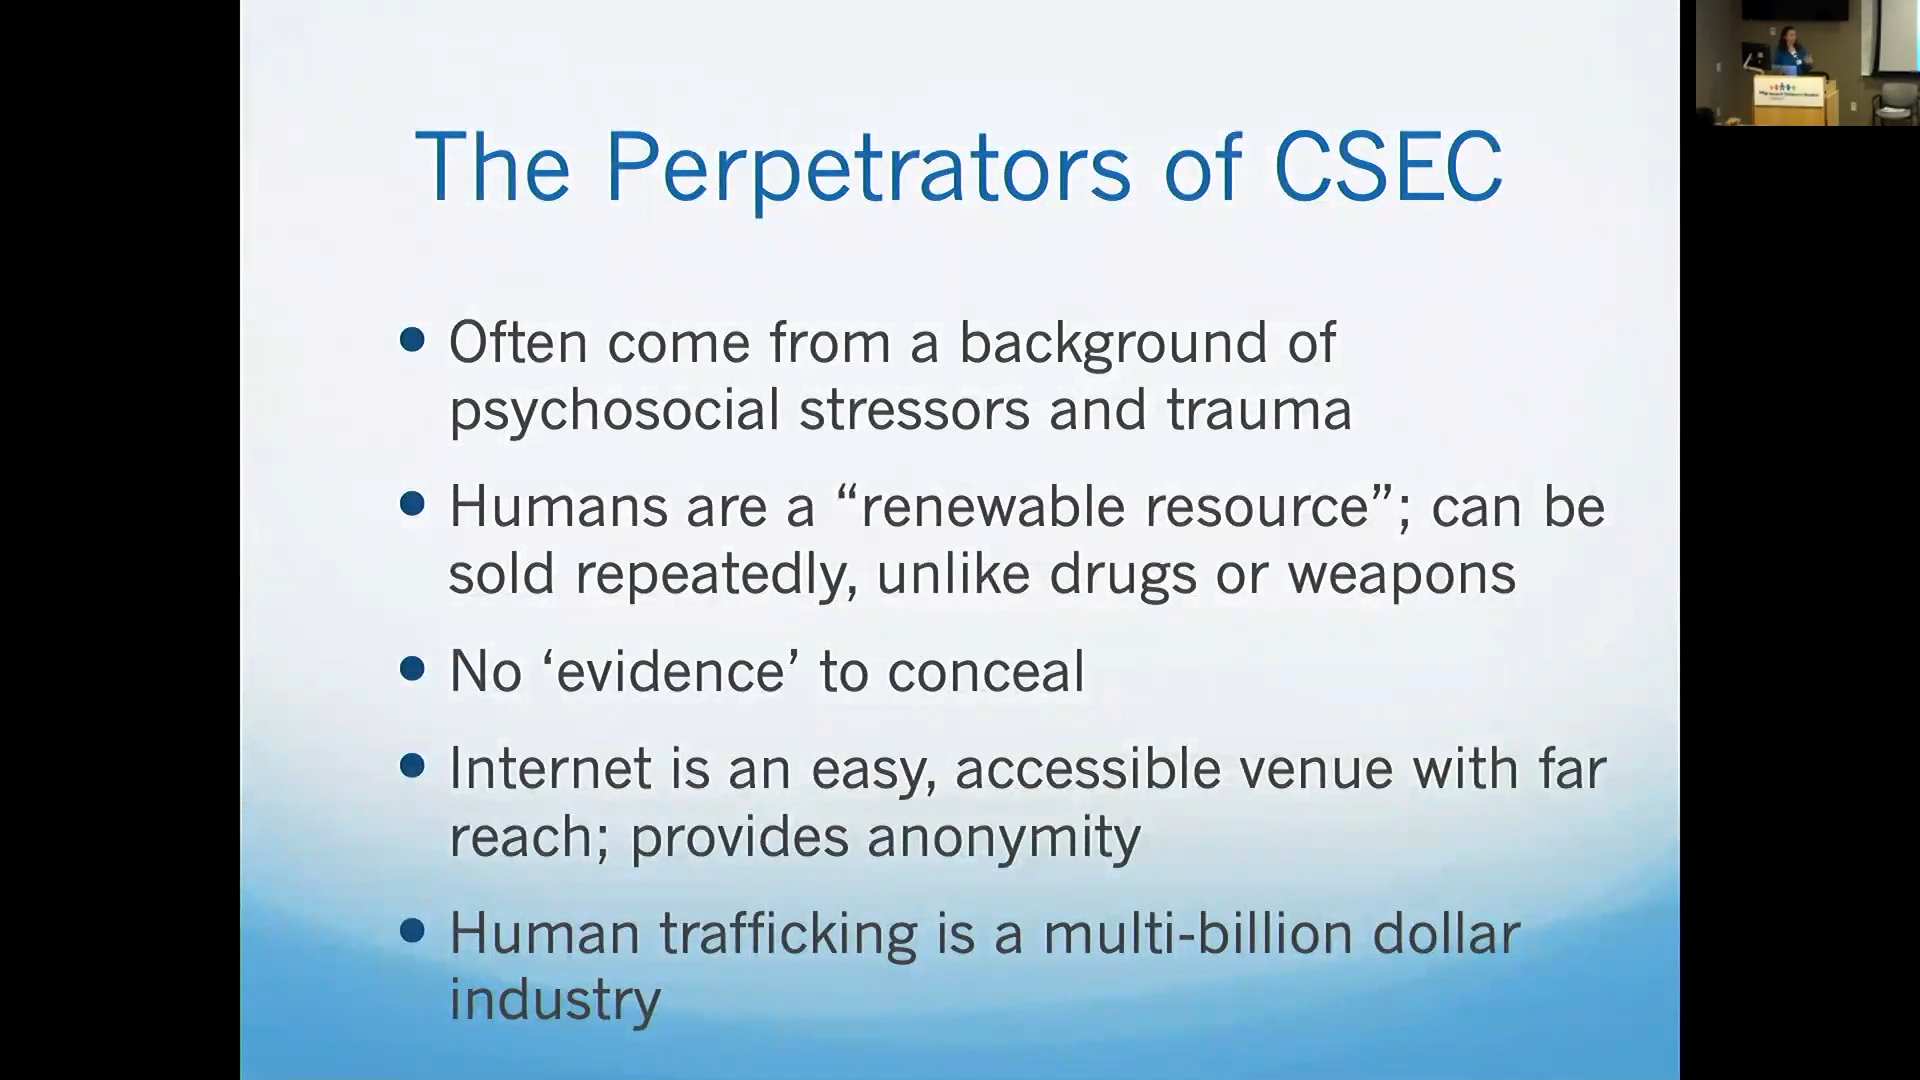 The Perpetrators of CSEC
• Often come from a background of
psychosocial stressors and trauma
• Humans are a “renewable resource”; can be
sold repeatedly, unlike drugs or weapons
• No ‘evidence’ to conceal
• Internet is an easy, accessible venue with far
reach; provides anonymity
• Human trafficking is a multi-billion dollar
industry